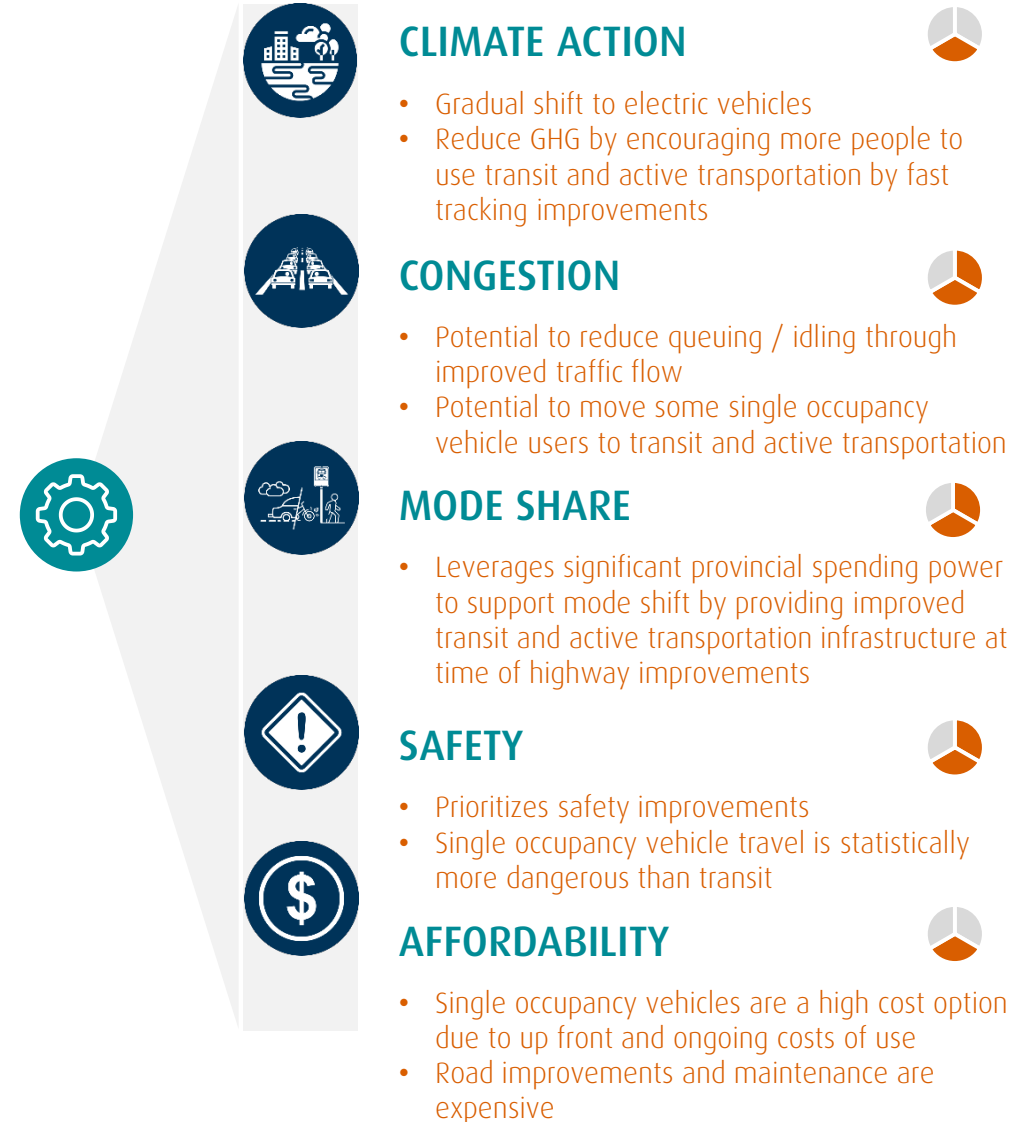 CLIMATE ACTION
• Gradual shift to electric vehicles
• Reduce GHG by encouraging more people to
use transit and active transportation by fast
tracking improvements
CONGESTION
• Potential to reduce queuing / idling through
improved traffic flow
• Potential to move some single occupancy
vehicle users to transit and active transportation
MODE SHARE
• Leverages significant provincial spending power
to support mode shift by providing improved
transit and active transportation infrastructure at
time of highway improvements
SAFETY
• Prioritizes safety improvements
• Single occupancy vehicle travel is statistically
more dangerous than transit
$
AFFORDABILITY
• Single occupancy vehicles are a high cost option
due to up front and ongoing costs of use
• Road improvements and maintenance are
expensive